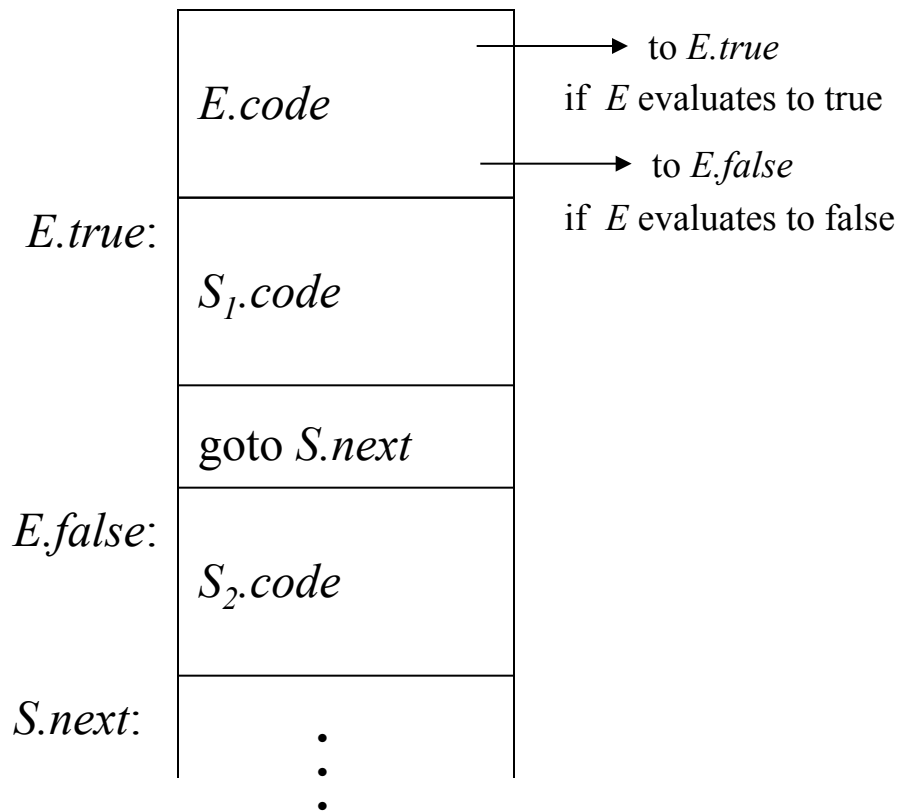 E.code
to E.true
if E evaluates to true
to E.false
if E evaluates to false
E.true:
S₁.code
goto S.next
E.false:
S₂.code
S.next: